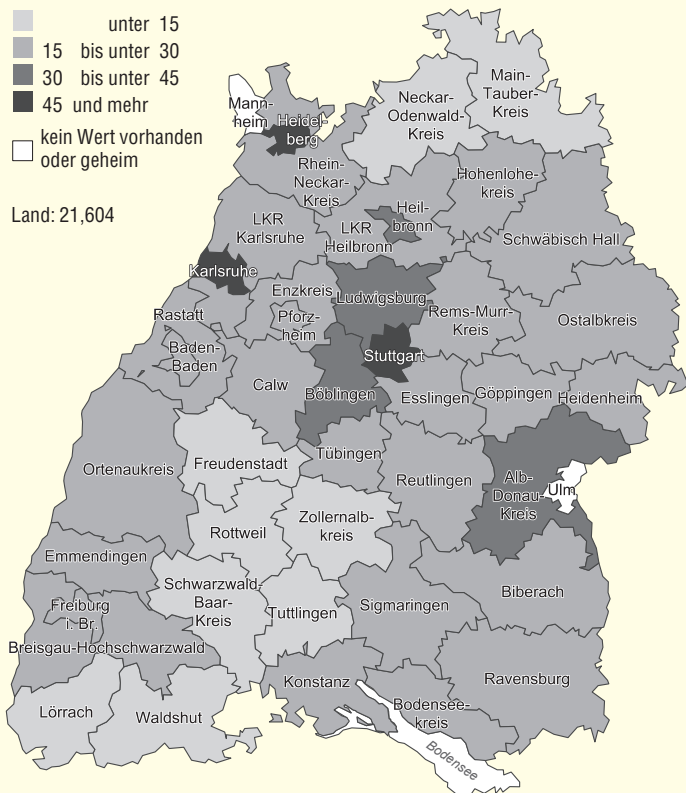 unter 15
15 bis unter 30
30 bis unter 45
45 und mehr
kein Wert vorhanden
oder geheim
Land: 21,604
Main-
Tauber-
Kreis
Neckar-
Odenwald-
Kreis
Mann-
heim
Heidel-
berg
Rhein-
Neckar-
Kreis
Hohenlohe-
kreis
Heil-
bronn
LKR
Karlsruhe
LKR
Heilbronn
Schwäbisch Hall
Karlsruhe
Enzkreis
Ludwigsburg
Rastatt
Pforz-
heim
Rems-Murr-
Kreis
Ostalbkreis
Baden-
Baden
Stuttgart
Calw
Böblingen
Esslingen
Göppingen
Heidenheim
Ortenaukreis
Freudenstadt
Tübingen
Reutlingen
Alb-
Donau-
Kreis
Ulm
Rottweil
Zollernalb-
kreis
Emmendingen
Schwarzwald-
Baar-
Kreis
Tuttlingen
Sigmaringen
Biberach
Freiburg
i. Br.
Breisgau-Hochschwarzwald
Konstanz
Ravensburg
Bodensee-
kreis
Lörrach
Waldshut
Bodensee